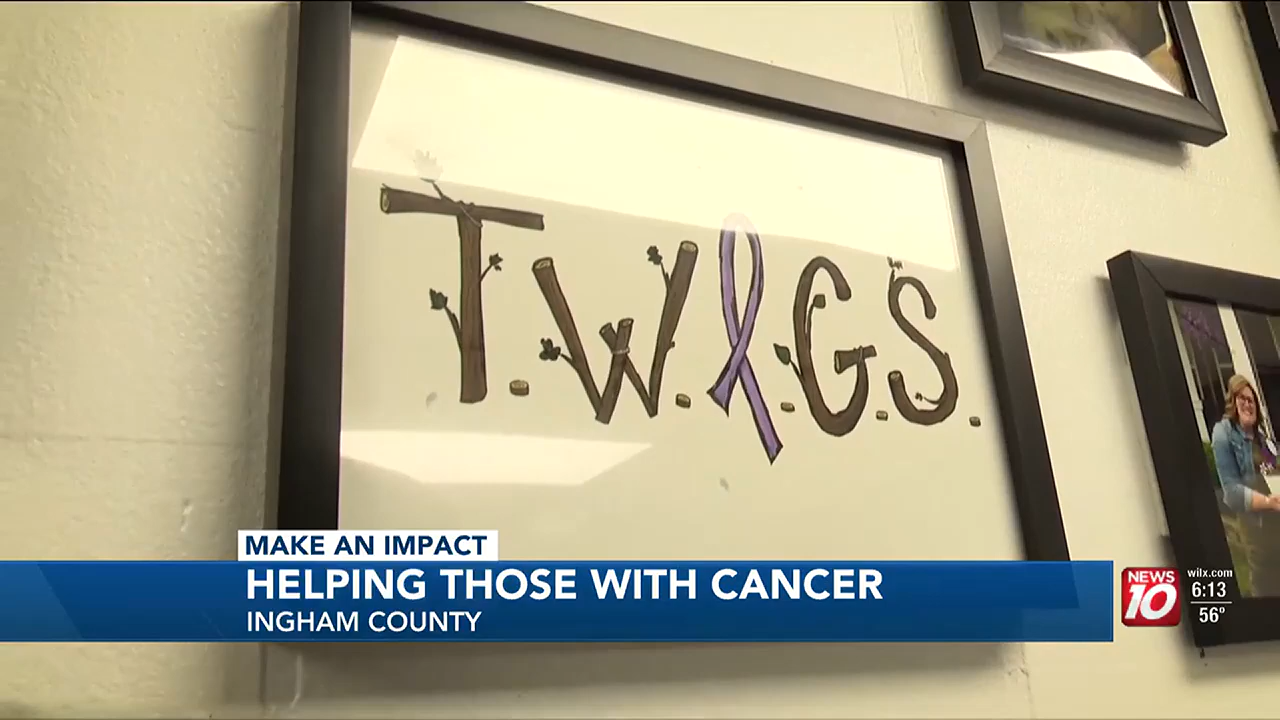 T.W.I.G.S.
MAKE AN IMPACT
HELPING THOSE WITH CANCER
INGHAM COUNTY
NEWS
10
wilx.com
6:13
56°